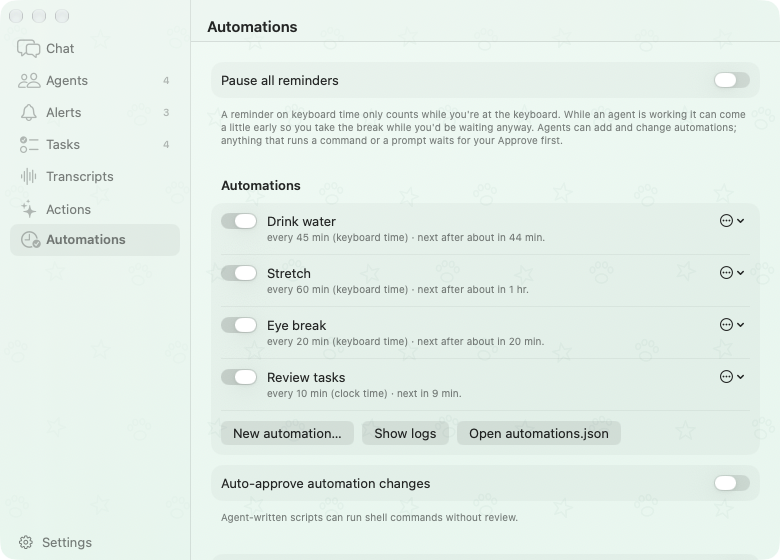 Automations
Chat
Agents 4
Alerts 3
Tasks 4
Transcripts
Actions
Automations
Settings
Pause all reminders
A reminder on keyboard time only counts while you're at the keyboard. While an agent is working it can come
a little early so you take the break while you'd be waiting anyway. Agents can add and change automations;
anything that runs a command or a prompt waits for your Approve first.
Automations
Drink water
every 45 min (keyboard time) · next after about in 44 min.
Stretch
every 60 min (keyboard time) · next after about in 1 hr.
Eye break
every 20 min (keyboard time) · next after about in 20 min.
Review tasks
every 10 min (clock time) · next in 9 min.
New automation... Show logs Open automations.json
Auto-approve automation changes
Agent-written scripts can run shell commands without review.